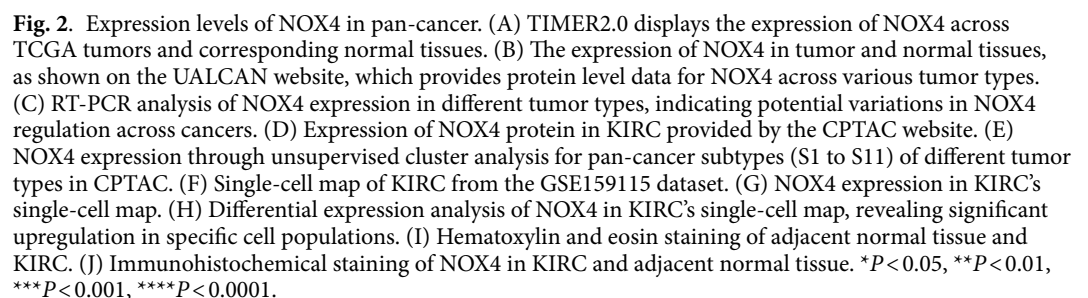 Fig. 2. Expression levels of NOX4 in pan-cancer. (A) TIMER2.0 displays the expression of NOX4 across
TCGA tumors and corresponding normal tissues. (B) The expression of NOX4 in tumor and normal tissues,
as shown on the UALCAN website, which provides protein level data for NOX4 across various tumor types.
(C) RT-PCR analysis of NOX4 expression in different tumor types, indicating potential variations in NOX4
regulation across cancers. (D) Expression of NOX4 protein in KIRC provided by the CPTAC website. (E)
NOX4 expression through unsupervised cluster analysis for pan-cancer subtypes (S1 to S11) of different tumor
types in CPTAC. (F) Single-cell map of KIRC from the GSE159115 dataset. (G) NOX4 expression in KIRC’s
single-cell map. (H) Differential expression analysis of NOX4 in KIRC’s single-cell map, revealing significant
upregulation in specific cell populations. (I) Hematoxylin and eosin staining of adjacent normal tissue and
KIRC. (J) Immunohistochemical staining of NOX4 in KIRC and adjacent normal tissue. *P < 0.05, **P < 0.01,
***P < 0.001, ****P < 0.0001.